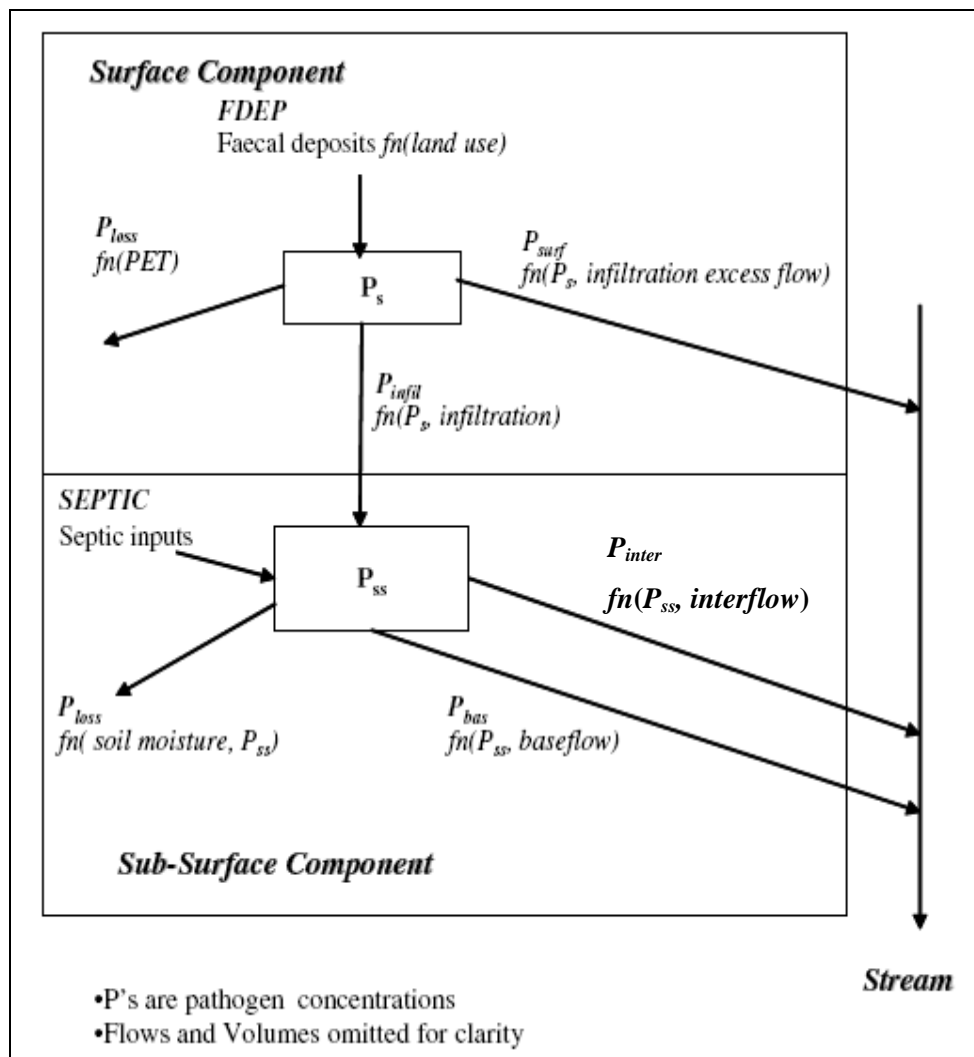 Surface Component
FDEP
Faecal deposits fn(land use)
P_loss
fn(PET)
P_s
P_surf
fn(P_s, infiltration excess flow)
P_infil
fn(P_s, infiltration)
SEPTIC
Septic inputs
P_ss
P_inter
fn(P_ss, interflow)
P_loss
fn( soil moisture, P_ss)
P_bas
fn(P_ss, baseflow)
Sub-Surface Component
Stream
•P's are pathogen concentrations
•Flows and Volumes omitted for clarity